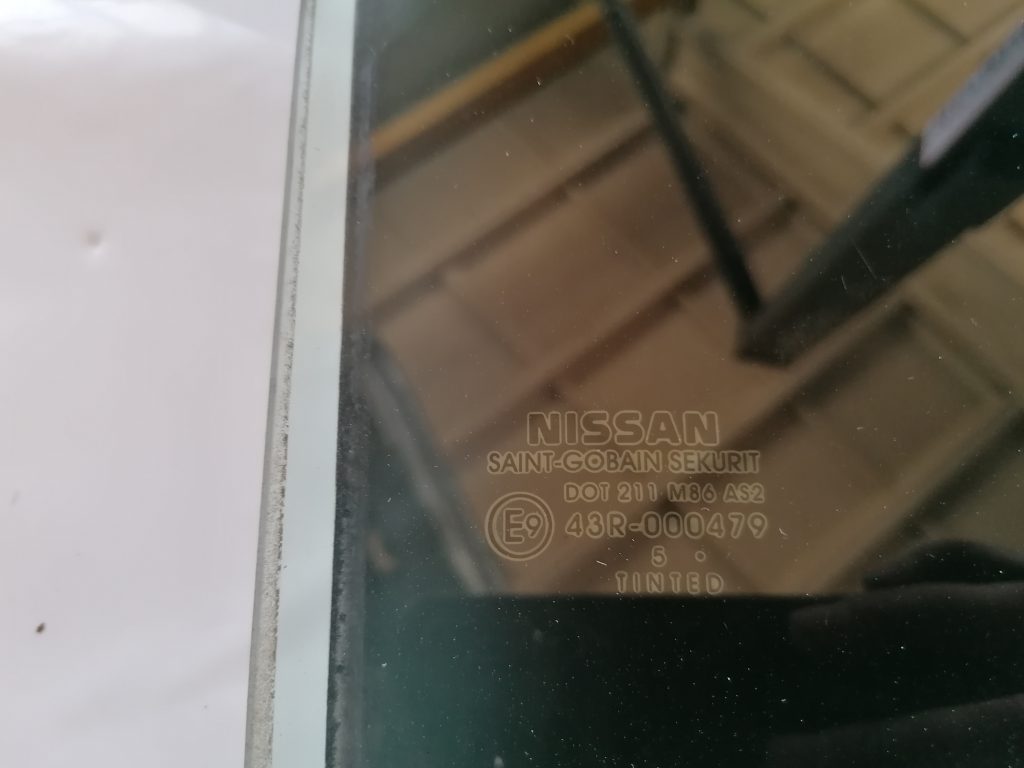 NISSAN
SAINT-GOBAIN SEKURIT
DOT 211 M86 AS2
E9 43R-000479
5 •
TINTED